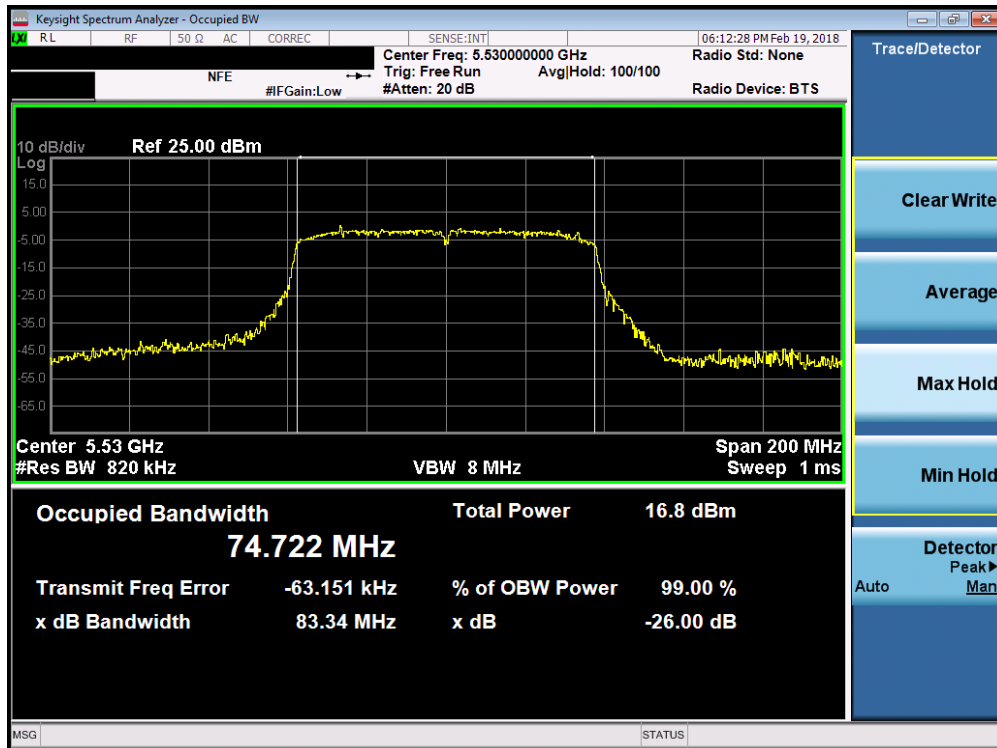 Keysight Spectrum Analyzer - Occupied BW
LXI RL RF 50 Ω AC CORREC SENSE:INT 06:12:28 PM Feb 19, 2018
Center Freq: 5.530000000 GHz Radio Std: None
NFE Trig: Free Run Avg|Hold: 100/100
#IFGain:Low #Atten: 20 dB Radio Device: BTS
10 dB/div Ref 25.00 dBm
Log
15.0
5.00
-5.00
-15.0
-25.0
-35.0
-45.0
-55.0
-65.0
Center 5.53 GHz Span 200 MHz
#Res BW 820 kHz VBW 8 MHz Sweep 1 ms
Occupied Bandwidth Total Power 16.8 dBm
74.722 MHz
Transmit Freq Error -63.151 kHz % of OBW Power 99.00 %
x dB Bandwidth 83.34 MHz x dB -26.00 dB
MSG STATUS
Trace/Detector
Clear Write
Average
Max Hold
Min Hold
Detector
Peak▶
Auto Man